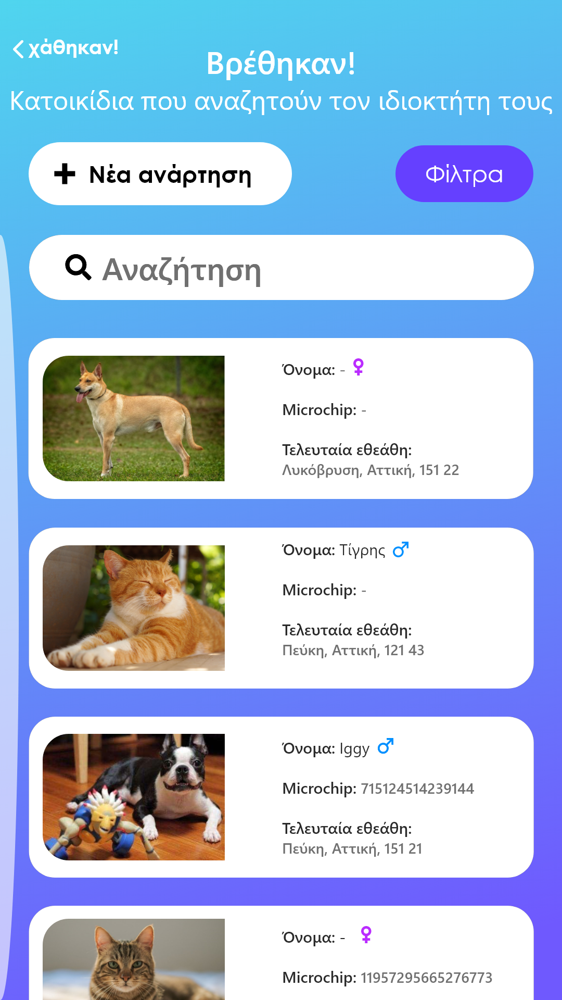 χάθηκαν!
Βρέθηκαν!
Κατοικίδια που αναζητούν τον ιδιοκτήτη τους
Νέα ανάρτηση
Φίλτρα
Αναζήτηση
Όνομα: -
Microchip: -
Τελευταία εθεάθη:
Λυκόβρυση, Αττική, 151 22
Όνομα: Τίγρης
Microchip: -
Τελευταία εθεάθη:
Πεύκη, Αττική, 121 43
Όνομα: Iggy
Microchip: 715124514239144
Τελευταία εθεάθη:
Πεύκη, Αττική, 151 21
Όνομα: -
Microchip: 11957295665276773